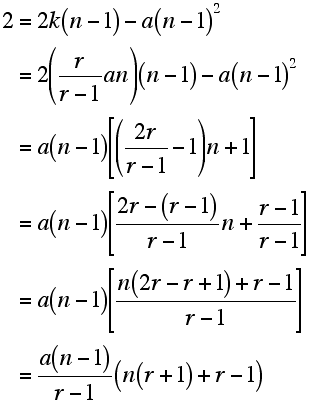 2 = 2k(n − 1) − a(n − 1)²
= 2(r/(r − 1) an)(n − 1) − a(n − 1)²
= a(n − 1)[(2r/(r − 1) − 1)n + 1]
= a(n − 1)[(2r − (r − 1))/(r − 1) n + (r − 1)/(r − 1)]
= a(n − 1)[(n(2r − r + 1) + r − 1)/(r − 1)]
= a(n − 1)/(r − 1) (n(r + 1) + r − 1)